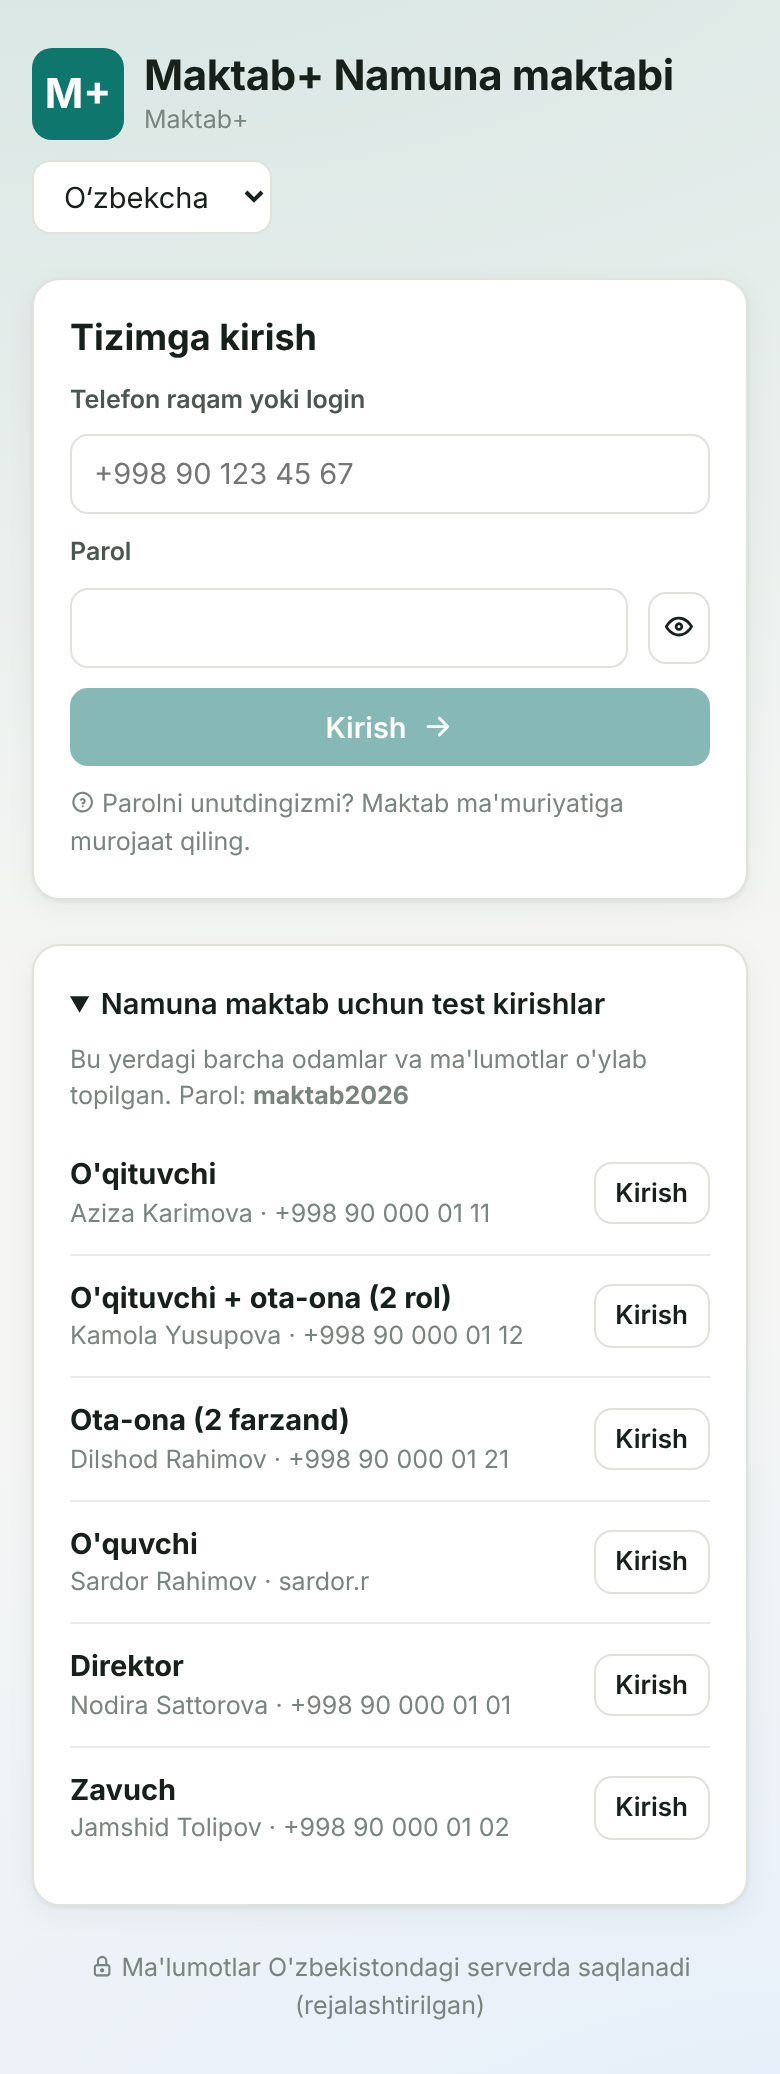 M+
Maktab+ Namuna maktabi
Maktab+
Oʻzbekcha
Tizimga kirish
Telefon raqam yoki login
+998 90 123 45 67
Parol
Kirish →
Parolni unutdingizmi? Maktab ma'muriyatiga
murojaat qiling.
▼ Namuna maktab uchun test kirishlar
Bu yerdagi barcha odamlar va ma'lumotlar o'ylab
topilgan. Parol: maktab2026
O'qituvchi
Aziza Karimova · +998 90 000 01 11
Kirish
O'qituvchi + ota-ona (2 rol)
Kamola Yusupova · +998 90 000 01 12
Kirish
Ota-ona (2 farzand)
Dilshod Rahimov · +998 90 000 01 21
Kirish
O'quvchi
Sardor Rahimov · sardor.r
Kirish
Direktor
Nodira Sattorova · +998 90 000 01 01
Kirish
Zavuch
Jamshid Tolipov · +998 90 000 01 02
Kirish
Ma'lumotlar O'zbekistondagi serverda saqlanadi
(rejalashtirilgan)